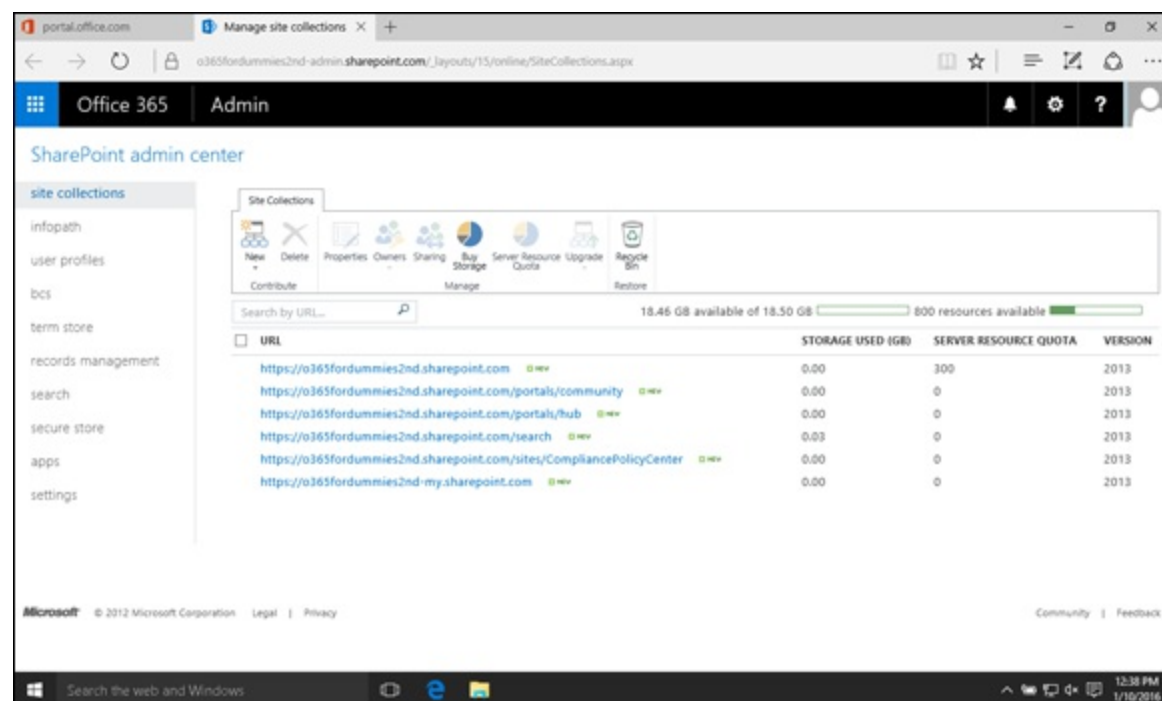 portal.office.com Manage site collections
o365fordummies2nd-admin.sharepoint.com/_layouts/15/online/SiteCollections.aspx
Office 365 Admin ?
SharePoint admin center
site collections
infopath
user profiles
bcs
term store
records management
search
secure store
apps
settings
Site Collections
New Delete Properties Owners Sharing Buy Storage Server Resource Quota Upgrade Recycle Bin
Contribute Manage Restore
Search by URL... 18.46 GB available of 18.50 GB 800 resources available
URL STORAGE USED (GB) SERVER RESOURCE QUOTA VERSION
https://o365fordummies2nd.sharepoint.com NEW 0.00 300 2013
https://o365fordummies2nd.sharepoint.com/portals/community NEW 0.00 0 2013
https://o365fordummies2nd.sharepoint.com/portals/hub NEW 0.00 0 2013
https://o365fordummies2nd.sharepoint.com/search NEW 0.03 0 2013
https://o365fordummies2nd.sharepoint.com/sites/CompliancePolicyCenter NEW 0.00 0 2013
https://o365fordummies2nd-my.sharepoint.com NEW 0.00 0 2013
Microsoft © 2012 Microsoft Corporation Legal | Privacy Community | Feedback
Search the web and Windows 12:38 PM
1/10/2016